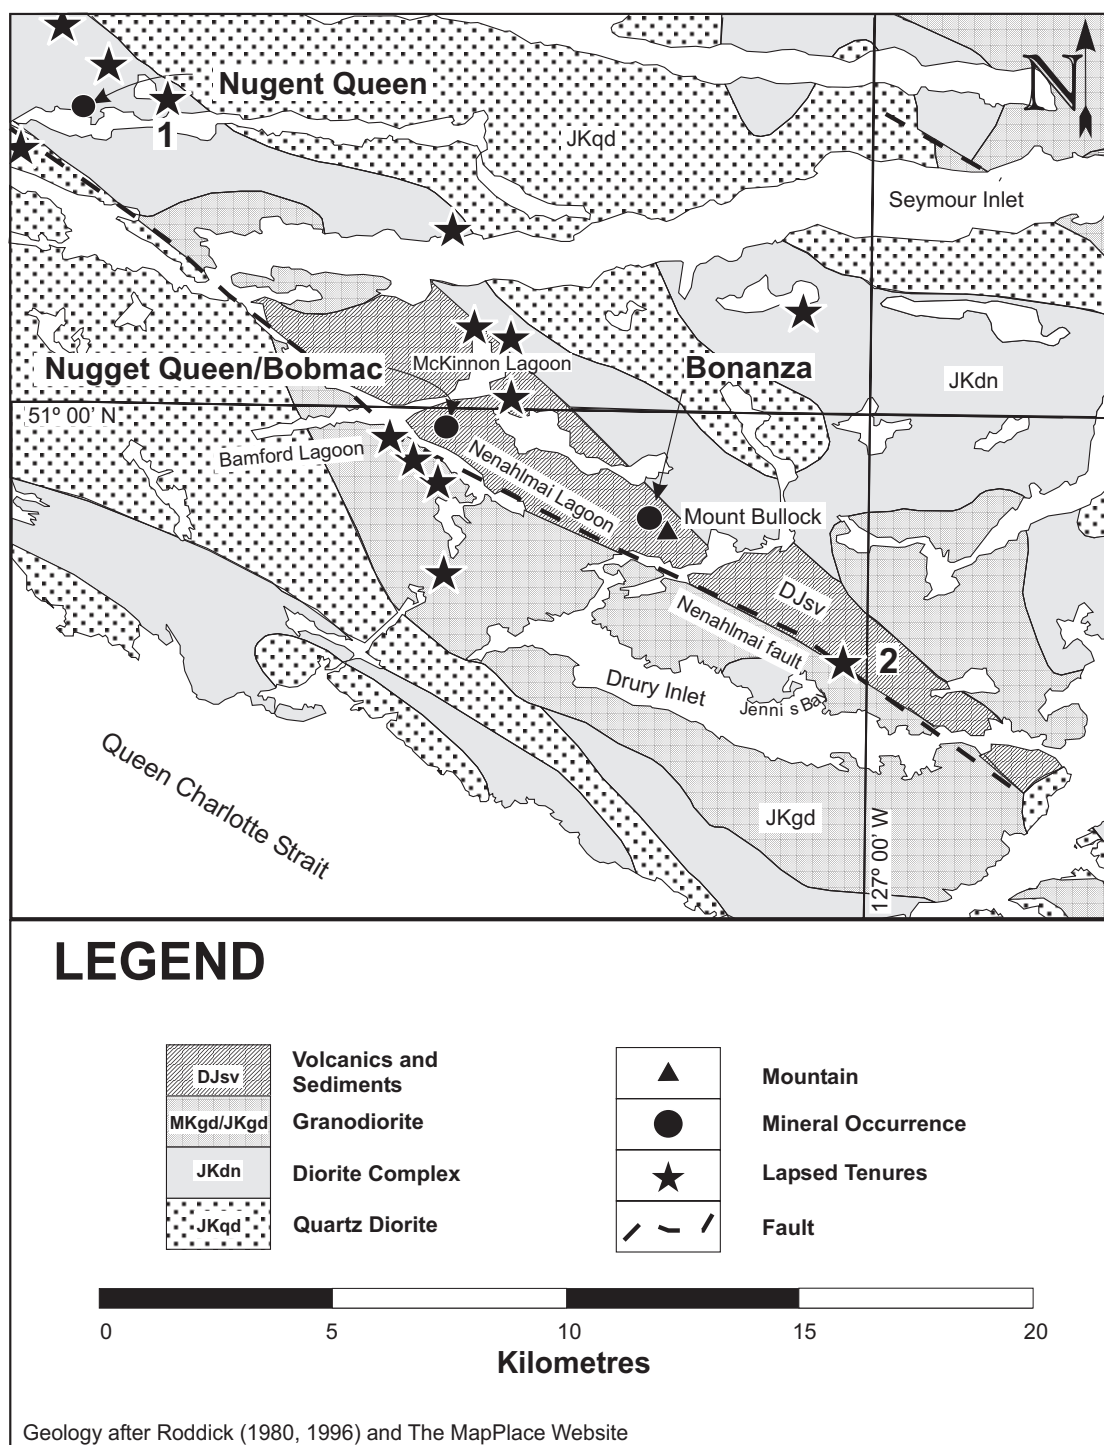 Nugent Queen
N
1
JKqd
Seymour Inlet
McKinnon Lagoon
Nugget Queen/Bobmac
Bonanza
JKdn
51º 00' N
Bamford Lagoon
Nenahlmai Lagoon
Mount Bullock
DJsv
Nenahlmai fault
2
Drury Inlet
Jenni s Bay
Queen Charlotte Strait
JKgd
127º 00' W
LEGEND
DJsv
Volcanics and
Sediments
MKgd/JKgd
Granodiorite
JKdn
Diorite Complex
JKqd
Quartz Diorite
Mountain
Mineral Occurrence
Lapsed Tenures
Fault
0 5 10 15 20
Kilometres
Geology after Roddick (1980, 1996) and The MapPlace Website